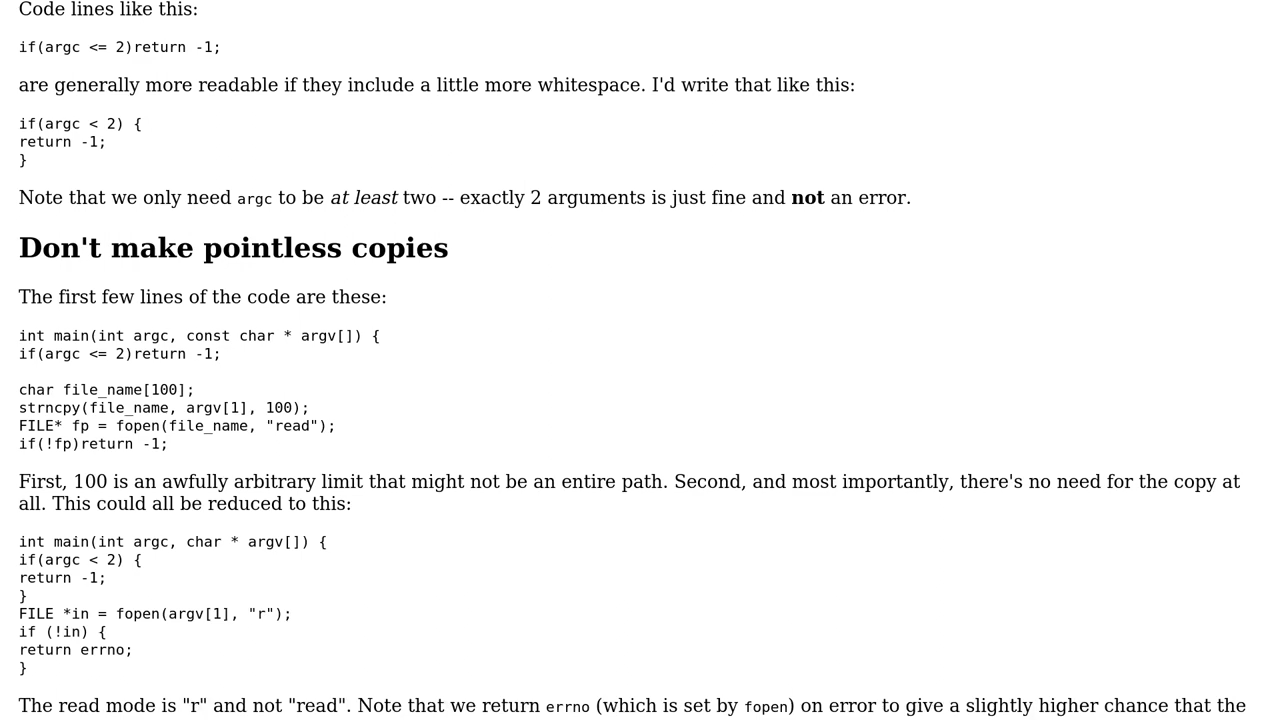 Code lines like this:
if(argc <= 2)return -1;
are generally more readable if they include a little more whitespace. I'd write that like this:
if(argc < 2) {
return -1;
}
Note that we only need argc to be at least two -- exactly 2 arguments is just fine and not an error.
Don't make pointless copies
The first few lines of the code are these:
int main(int argc, const char * argv[]) {
if(argc <= 2)return -1;
char file_name[100];
strncpy(file_name, argv[1], 100);
FILE* fp = fopen(file_name, "read");
if(!fp)return -1;
First, 100 is an awfully arbitrary limit that might not be an entire path. Second, and most importantly, there's no need for the copy at
all. This could all be reduced to this:
int main(int argc, char * argv[]) {
if(argc < 2) {
return -1;
}
FILE *in = fopen(argv[1], "r");
if (!in) {
return errno;
}
The read mode is "r" and not "read". Note that we return errno (which is set by fopen) on error to give a slightly higher chance that the